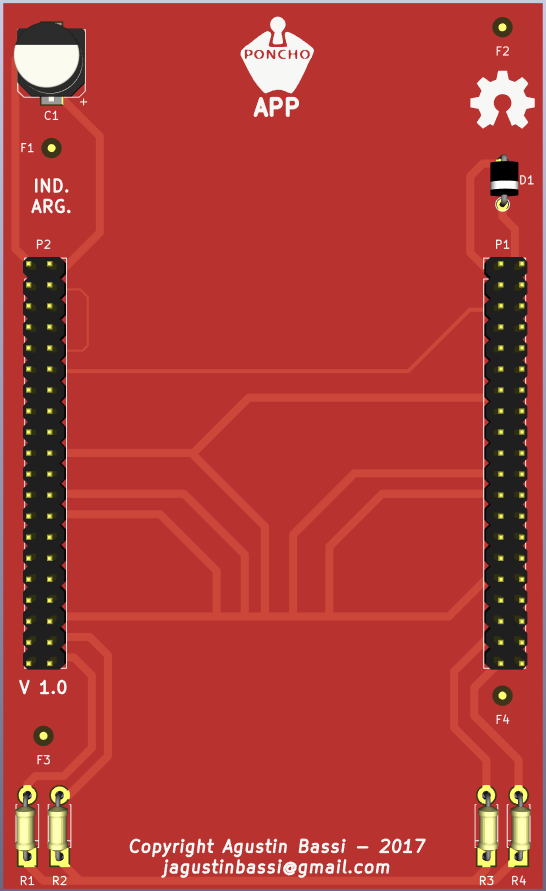 PONCHO
APP
F2
+
C1
F1
D1
IND.
ARG.
P2
P1
V 1.0
F4
F3
Copyright Agustin Bassi - 2017
jagustinbassi@gmail.com
R1
R2
R3
R4